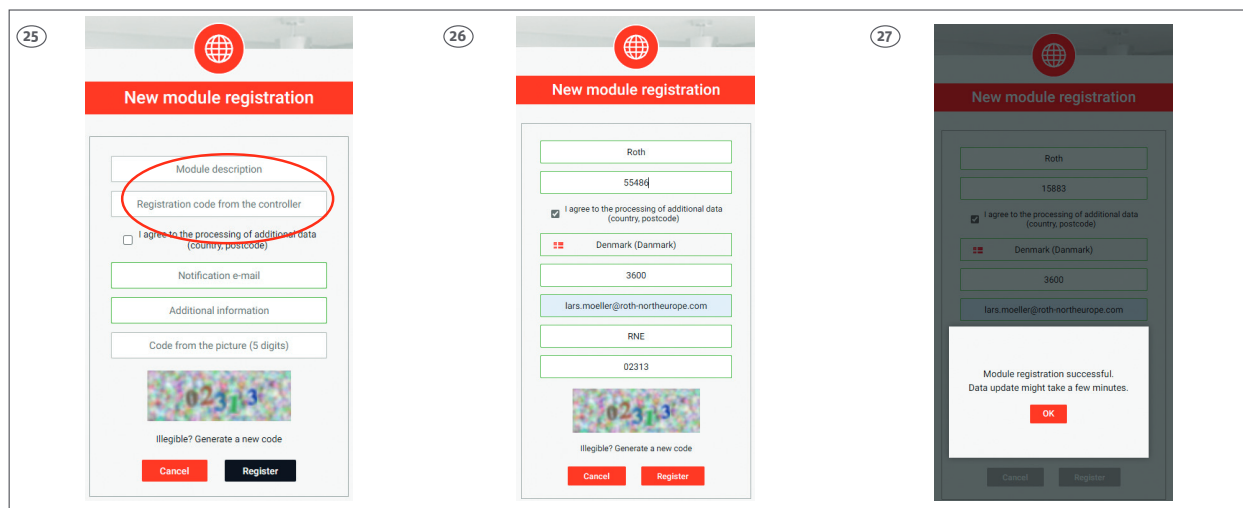 25
New module registration
Module description
Registration code from the controller
I agree to the processing of additional data
(country, postcode)
Notification e-mail
Additional information
Code from the picture (5 digits)
02313
Illegible? Generate a new code
Cancel
Register
26
New module registration
Roth
55486
I agree to the processing of additional data
(country, postcode)
Denmark (Danmark)
3600
lars.moeller@roth-northeurope.com
RNE
02313
02313
Illegible? Generate a new code
Cancel
Register
27
New module registration
Roth
15883
I agree to the processing of additional data
(country, postcode)
Denmark (Danmark)
3600
lars.moeller@roth-northeurope.com
Module registration successful.
Data update might take a few minutes.
OK
Cancel
Register